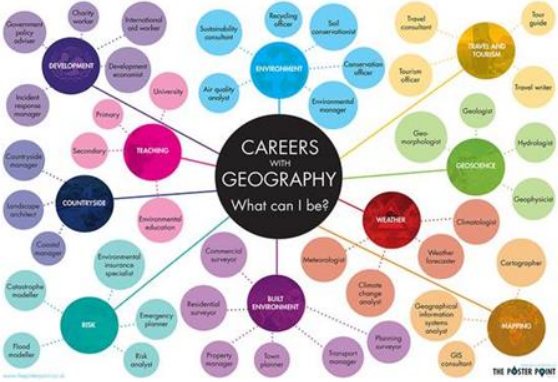 CAREERS
WITH
GEOGRAPHY
What can I be?
DEVELOPMENT
Government
policy
adviser
Charity
worker
International
aid worker
Development
economist
Incident
response
manager
ENVIRONMENT
Sustainability
consultant
Recycling
officer
Soil
conservationist
Conservation
officer
Environmental
manager
Air quality
analyst
TRAVEL AND
TOURISM
Travel
consultant
Tour
guide
Travel writer
Tourism
officer
TEACHING
University
Primary
Secondary
Environmental
education
GEOSCIENCE
Geologist
Geo-
morphologist
Hydrologist
Geophysicist
COUNTRYSIDE
Countryside
manager
Landscape
architect
Coastal
manager
WEATHER
Climatologist
Weather
forecaster
Climate
change
analyst
Meteorologist
RISK
Environmental
insurance
specialist
Catastrophe
modeller
Emergency
planner
Flood
modeller
Risk
analyst
BUILT
ENVIRONMENT
Commercial
surveyor
Residential
surveyor
Property
manager
Town
planner
Transport
manager
Planning
surveyor
MAPPING
Cartographer
Geographical
information
systems
analyst
GIS
consultant
www.theposterpoint.co.uk
THE POSTER POINT